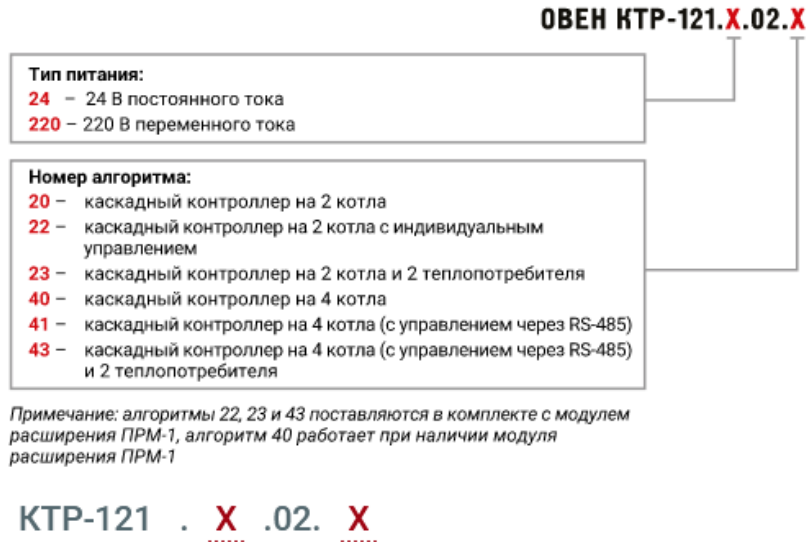 ОВЕН КТР-121.Х.02.Х
Тип питания:
24 – 24 В постоянного тока
220 – 220 В переменного тока
Номер алгоритма:
20 – каскадный контроллер на 2 котла
22 – каскадный контроллер на 2 котла с индивидуальным
управлением
23 – каскадный контроллер на 2 котла и 2 теплопотребителя
40 – каскадный контроллер на 4 котла
41 – каскадный контроллер на 4 котла (с управлением через RS-485)
43 – каскадный контроллер на 4 котла (с управлением через RS-485)
и 2 теплопотребителя
Примечание: алгоритмы 22, 23 и 43 поставляются в комплекте с модулем
расширения ПРМ-1, алгоритм 40 работает при наличии модуля
расширения ПРМ-1
КТР-121 . Х .02. Х